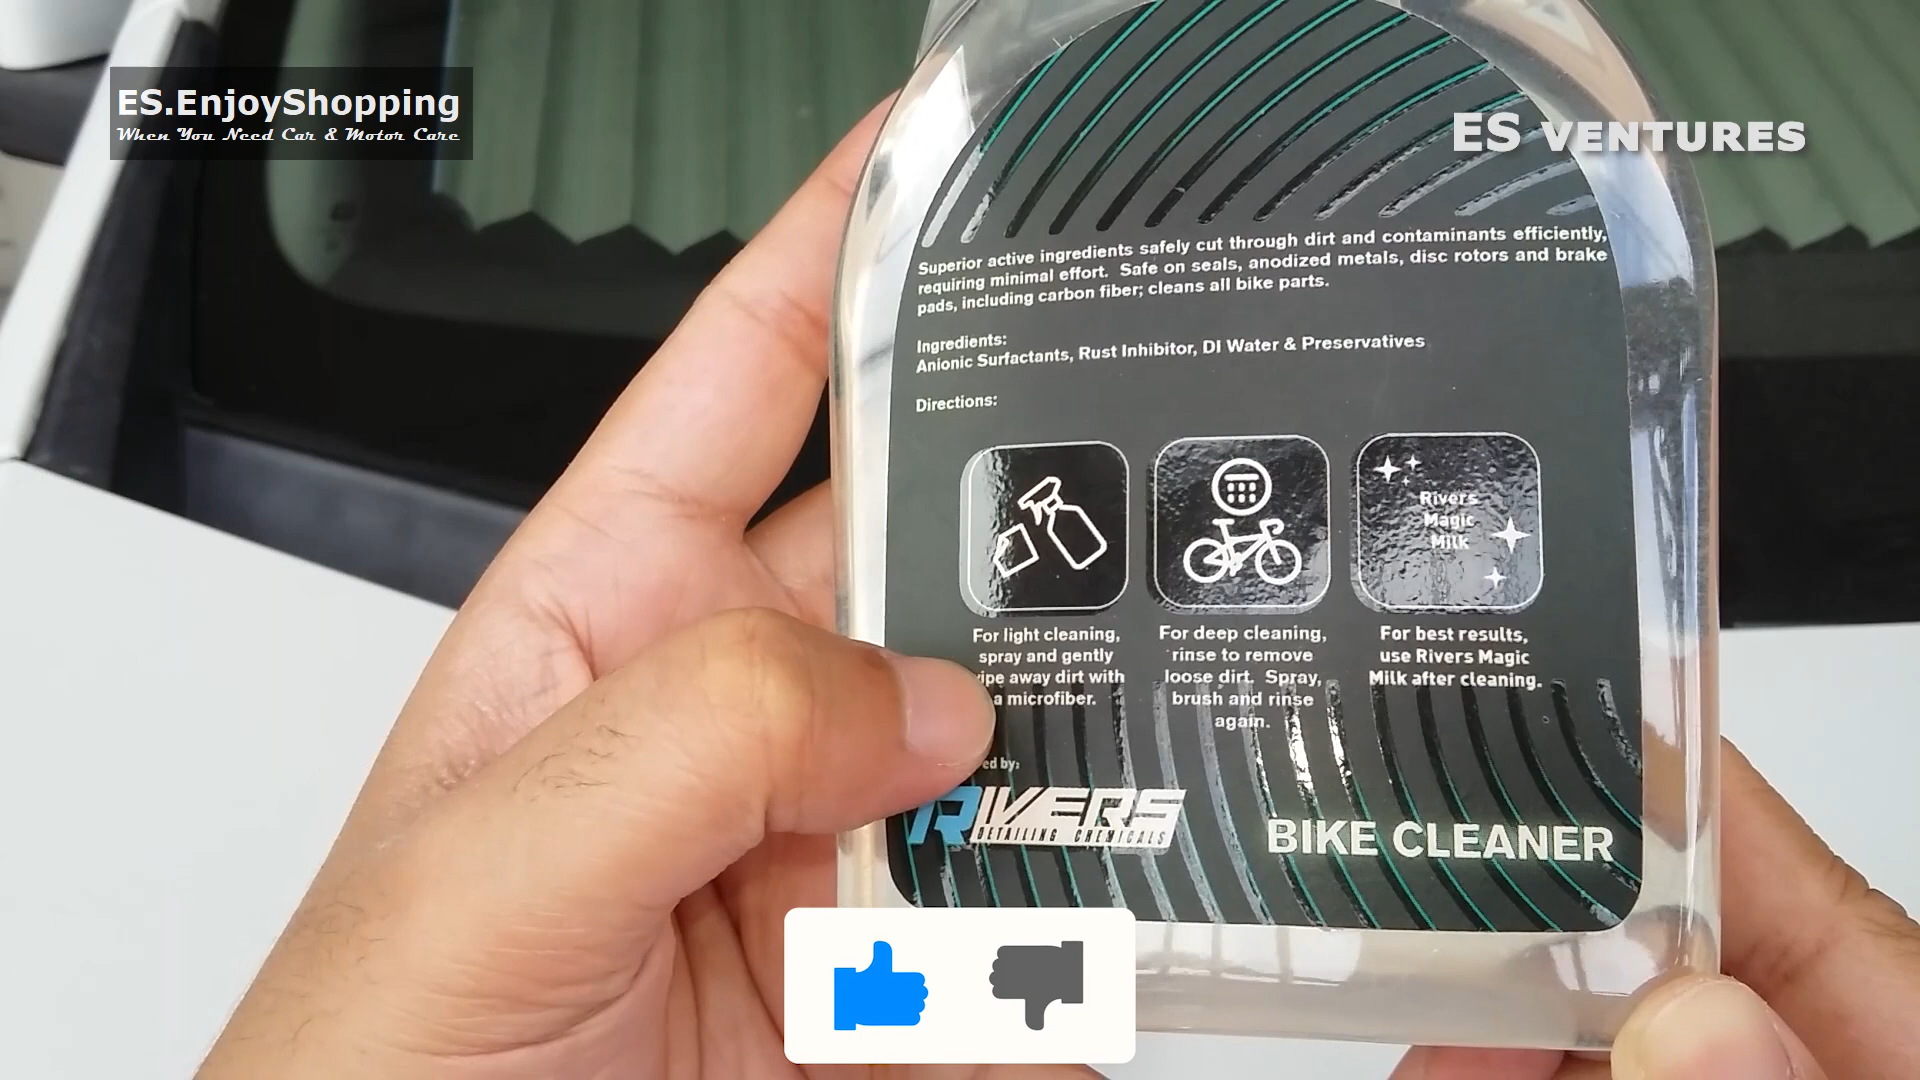 ES.EnjoyShopping
When You Need Car & Motor Care
ES VENTURES
Superior active ingredients safely cut through dirt and contaminants efficiently,
requiring minimal effort. Safe on seals, anodized metals, disc rotors and brake
pads, including carbon fiber; cleans all bike parts.
Ingredients:
Anionic Surfactants, Rust Inhibitor, DI Water & Preservatives
Directions:
Rivers
Magic
Milk
For light cleaning,
spray and gently
ipe away dirt with
a microfiber.
For deep cleaning,
rinse to remove
loose dirt. Spray,
brush and rinse
again.
For best results,
use Rivers Magic
Milk after cleaning.
ed by:
RIVERS
DETAILING CHEMICALS
BIKE CLEANER